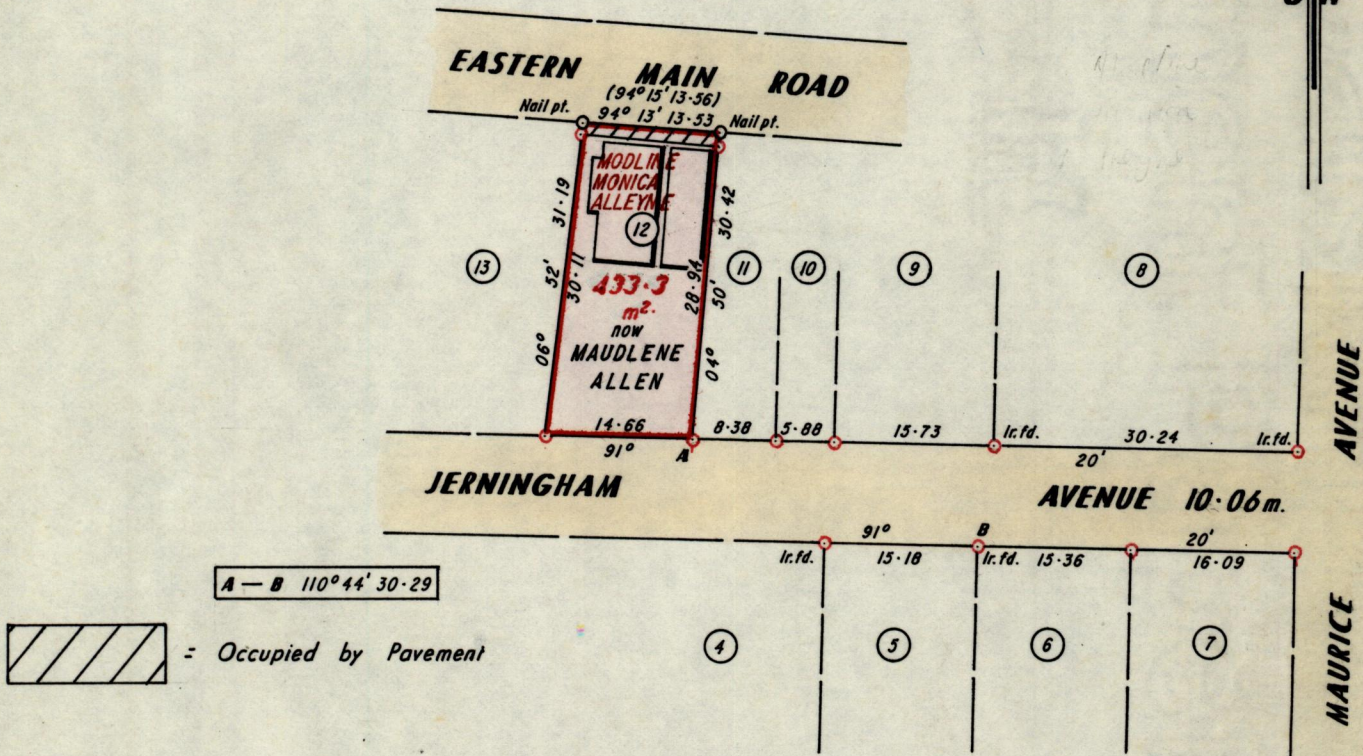 EASTERN MAIN ROAD
(94° 15' 13·56)
Nail pt. 94° 13' 13·53 Nail pt.
MODLINE
MONICA
ALLEYNE
12
31·19
52'
30·11
06°
30·42
28·94
50'
04°
433·3
m².
now
MAUDLENE
ALLEN
13
11
10
9
8
14·66
8·38
5·88
15·73
Ir.fd.
30·24
Ir.fd.
91°
A
20'
JERNINGHAM AVENUE 10·06m.
91°
B
20'
Ir.fd.
15·18
Ir.fd.
15·36
16·09
4
5
6
7
A — B 110° 44' 30·29
= Occupied by Pavement
MAURICE AVENUE